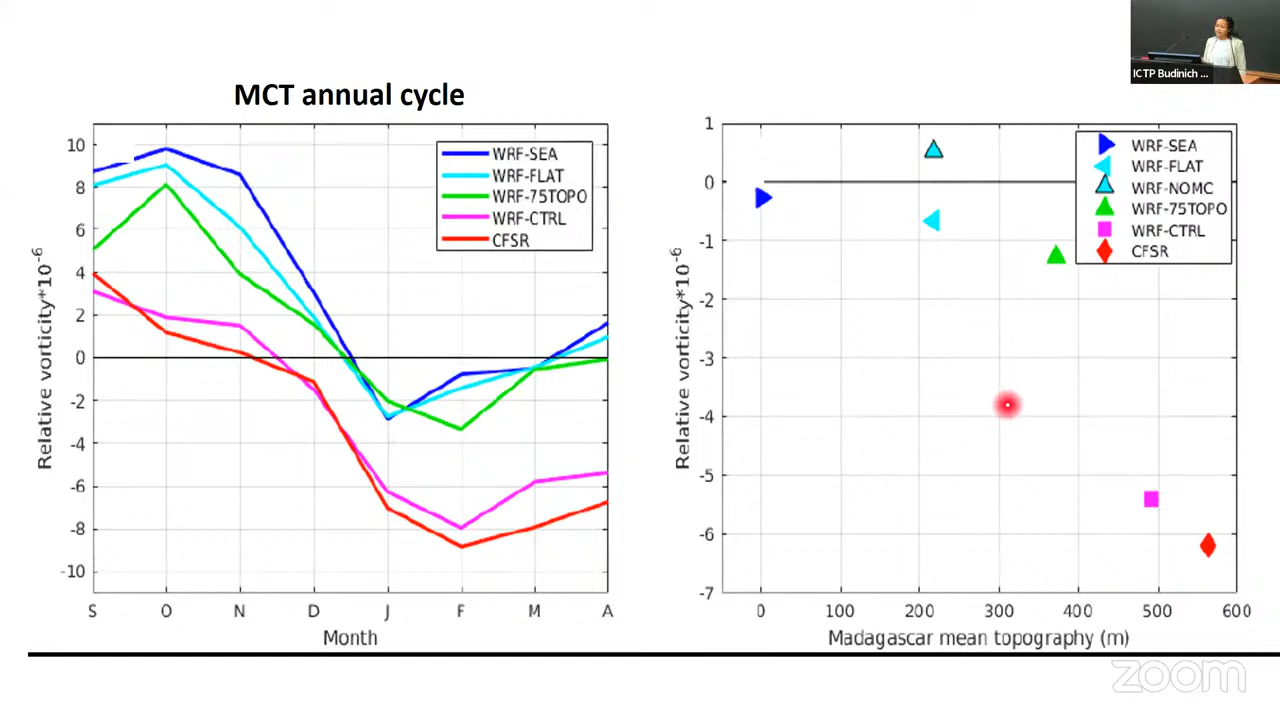 ICTP Budinich ...
MCT annual cycle
10
8
6
4
2
0
-2
-4
-6
-8
-10
Relative vorticity*10-6
S O N D J F M A
Month
WRF-SEA
WRF-FLAT
WRF-75TOPO
WRF-CTRL
CFSR
1
0
-1
-2
-3
-4
-5
-6
-7
Relative vorticity*10-6
0 100 200 300 400 500 600
Madagascar mean topography (m)
WRF-SEA
WRF-FLAT
WRF-NOMC
WRF-75TOPO
WRF-CTRL
CFSR
zoom